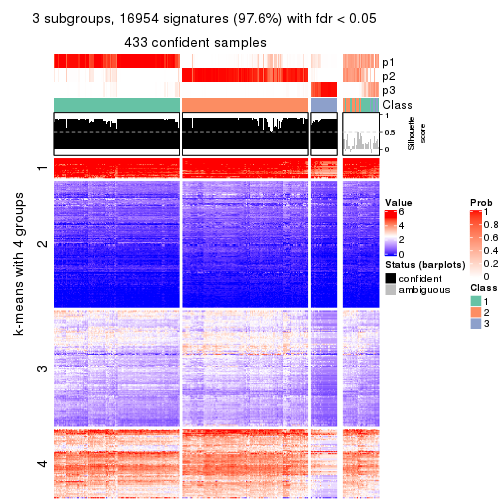 3 subgroups, 16954 signatures (97.6%) with fdr < 0.05
433 confident samples
p1
p2
p3
Class
1
0.5
0
Silhouette
score
k-means with 4 groups
1
2
3
4
Value
6
4
2
0
Status (barplots)
confident
ambiguous
Prob
1
0.8
0.6
0.4
0.2
0
Class
1
2
3